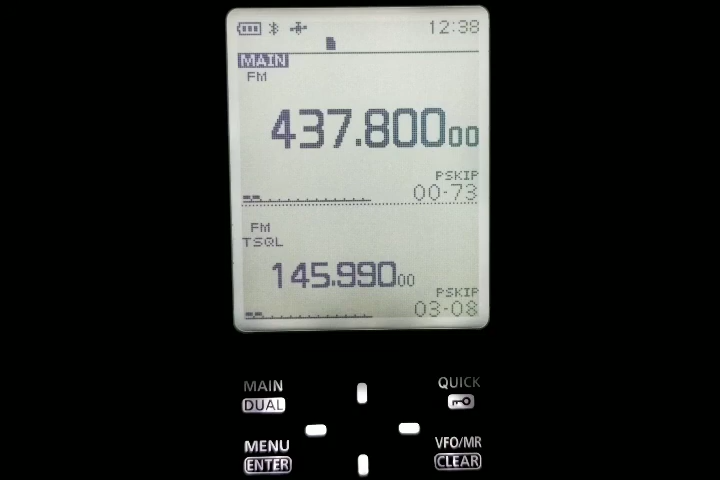 12:38
MAIN
FM
437.80000
PSKIP
00-73
FM
TSQL
145.99000
PSKIP
03-08
MAIN QUICK
DUAL
MENU VFO/MR
ENTER CLEAR